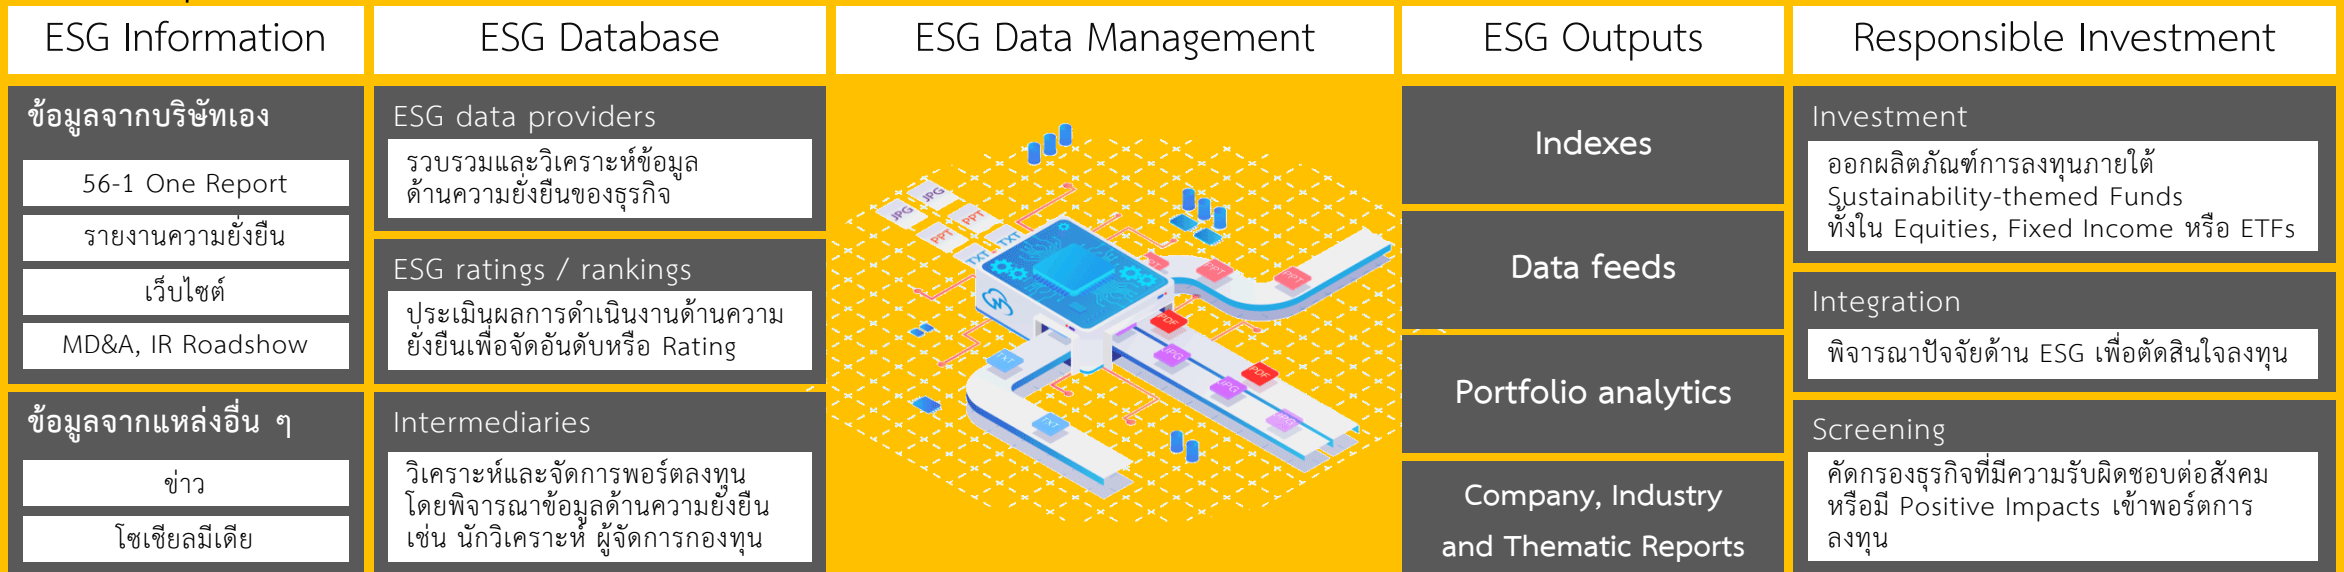 ESG Information
ESG Database
ESG Data Management
ESG Outputs
Responsible Investment
ข้อมูลจากบริษัทเอง
56-1 One Report
รายงานความยั่งยืน
เว็บไซต์
MD&A, IR Roadshow
ข้อมูลจากแหล่งอื่น ๆ
ข่าว
โซเชียลมีเดีย
ESG data providers
รวบรวมและวิเคราะห์ข้อมูล
ด้านความยั่งยืนของธุรกิจ
ESG ratings / rankings
ประเมินผลการดำเนินงานด้านความ
ยั่งยืนเพื่อจัดอันดับหรือ Rating
Intermediaries
วิเคราะห์และจัดการพอร์ตลงทุน
โดยพิจารณาข้อมูลด้านความยั่งยืน
เช่น นักวิเคราะห์ ผู้จัดการกองทุน
JPG
JPG
PPT
PPT
TXT
TXT
PPT
PPT
PDF
JPG
TXT
PDF
JPG
TXT
Indexes
Data feeds
Portfolio analytics
Company, Industry
and Thematic Reports
Investment
ออกผลิตภัณฑ์การลงทุนภายใต้
Sustainability-themed Funds
ทั้งใน Equities, Fixed Income หรือ ETFs
Integration
พิจารณาปัจจัยด้าน ESG เพื่อตัดสินใจลงทุน
Screening
คัดกรองธุรกิจที่มีความรับผิดชอบต่อสังคม
หรือมี Positive Impacts เข้าพอร์ตการ
ลงทุน